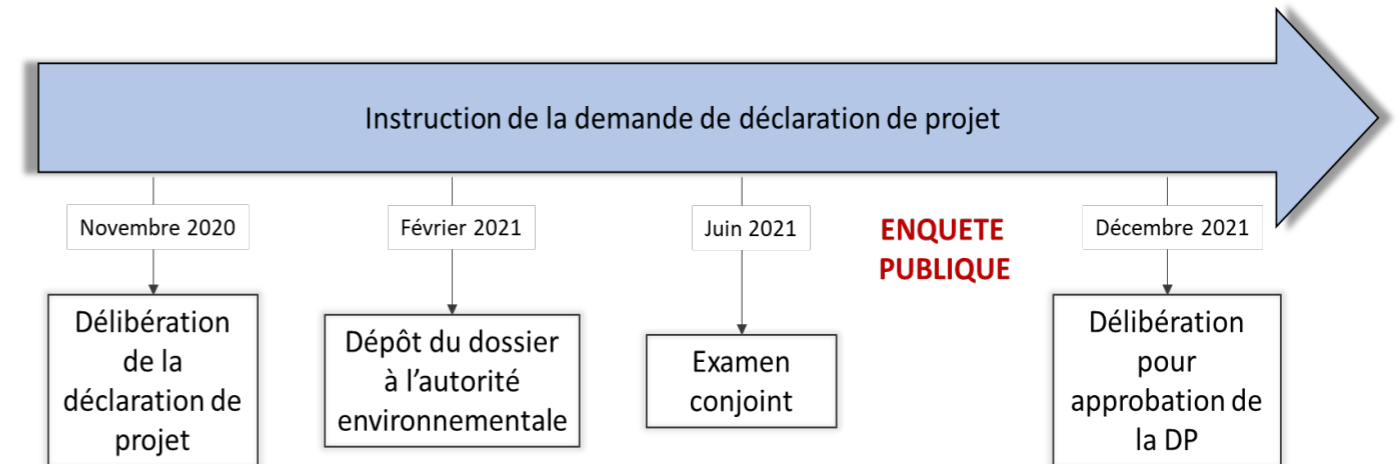 Instruction de la demande de déclaration de projet
Novembre 2020
Février 2021
Juin 2021
ENQUETE
PUBLIQUE
Décembre 2021
Délibération
de la
déclaration de
projet
Dépôt du dossier
à l’autorité
environnementale
Examen
conjoint
Délibération
pour
approbation de
la DP